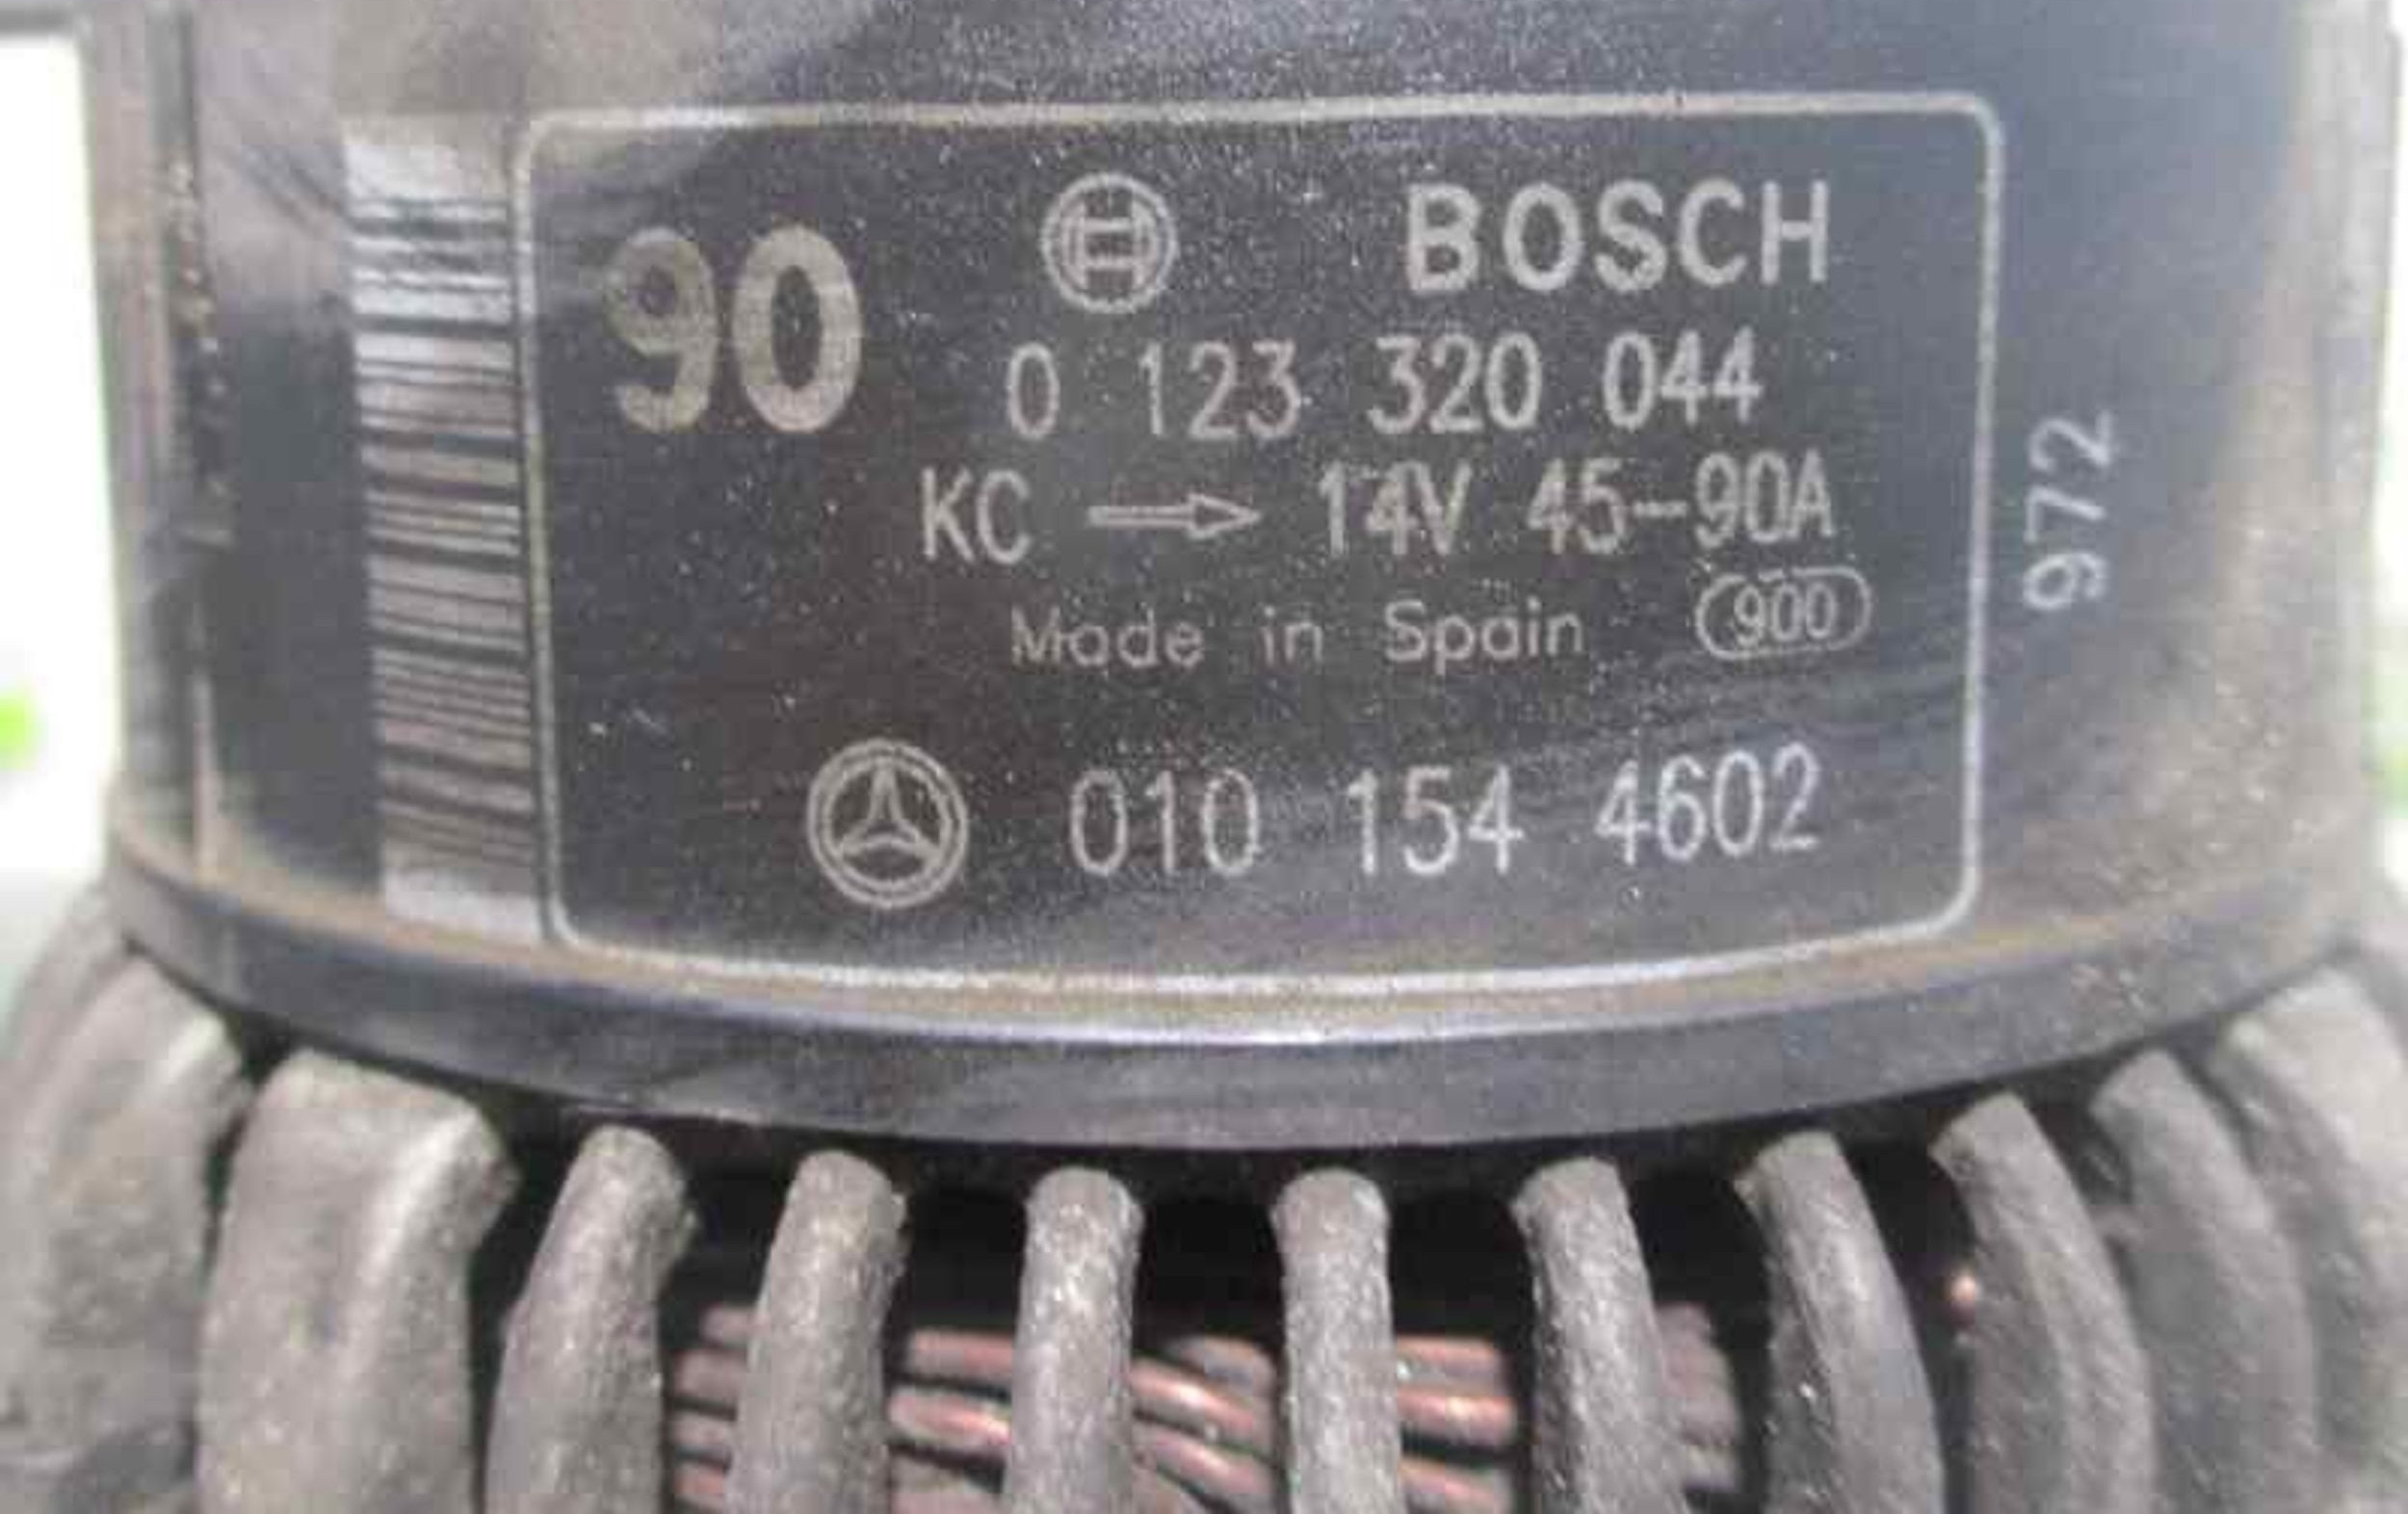 90 BOSCH
0 123 320 044
KC → 14V 45-90A
Made in Spain 900
010 154 4602
972